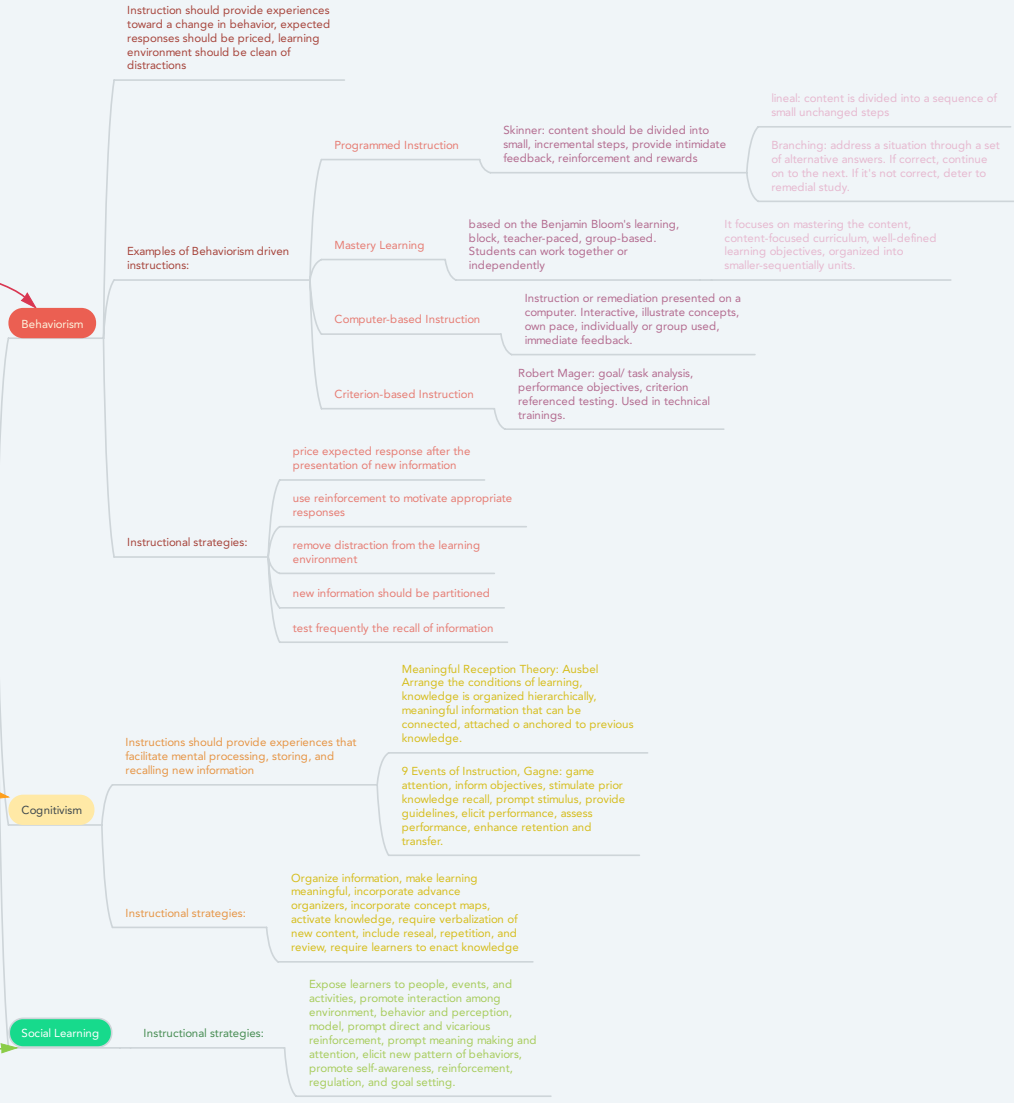 Instruction should provide experiences
toward a change in behavior, expected
responses should be priced, learning
environment should be clean of
distractions
Behaviorism
Examples of Behaviorism driven
instructions:
Programmed Instruction
Skinner: content should be divided into
small, incremental steps, provide intimidate
feedback, reinforcement and rewards
lineal: content is divided into a sequence of
small unchanged steps
Branching: address a situation through a set
of alternative answers. If correct, continue
on to the next. If it's not correct, deter to
remedial study.
Mastery Learning
based on the Benjamin Bloom's learning,
block, teacher-paced, group-based.
Students can work together or
independently
It focuses on mastering the content,
content-focused curriculum, well-defined
learning objectives, organized into
smaller-sequentially units.
Computer-based Instruction
Instruction or remediation presented on a
computer. Interactive, illustrate concepts,
own pace, individually or group used,
immediate feedback.
Criterion-based Instruction
Robert Mager: goal/ task analysis,
performance objectives, criterion
referenced testing. Used in technical
trainings.
Instructional strategies:
price expected response after the
presentation of new information
use reinforcement to motivate appropriate
responses
remove distraction from the learning
environment
new information should be partitioned
test frequently the recall of information
Cognitivism
Instructions should provide experiences that
facilitate mental processing, storing, and
recalling new information
Meaningful Reception Theory: Ausbel
Arrange the conditions of learning,
knowledge is organized hierarchically,
meaningful information that can be
connected, attached o anchored to previous
knowledge.
9 Events of Instruction, Gagne: game
attention, inform objectives, stimulate prior
knowledge recall, prompt stimulus, provide
guidelines, elicit performance, assess
performance, enhance retention and
transfer.
Instructional strategies:
Organize information, make learning
meaningful, incorporate advance
organizers, incorporate concept maps,
activate knowledge, require verbalization of
new content, include reseal, repetition, and
review, require learners to enact knowledge
Social Learning
Instructional strategies:
Expose learners to people, events, and
activities, promote interaction among
environment, behavior and perception,
model, prompt direct and vicarious
reinforcement, prompt meaning making and
attention, elicit new pattern of behaviors,
promote self-awareness, reinforcement,
regulation, and goal setting.